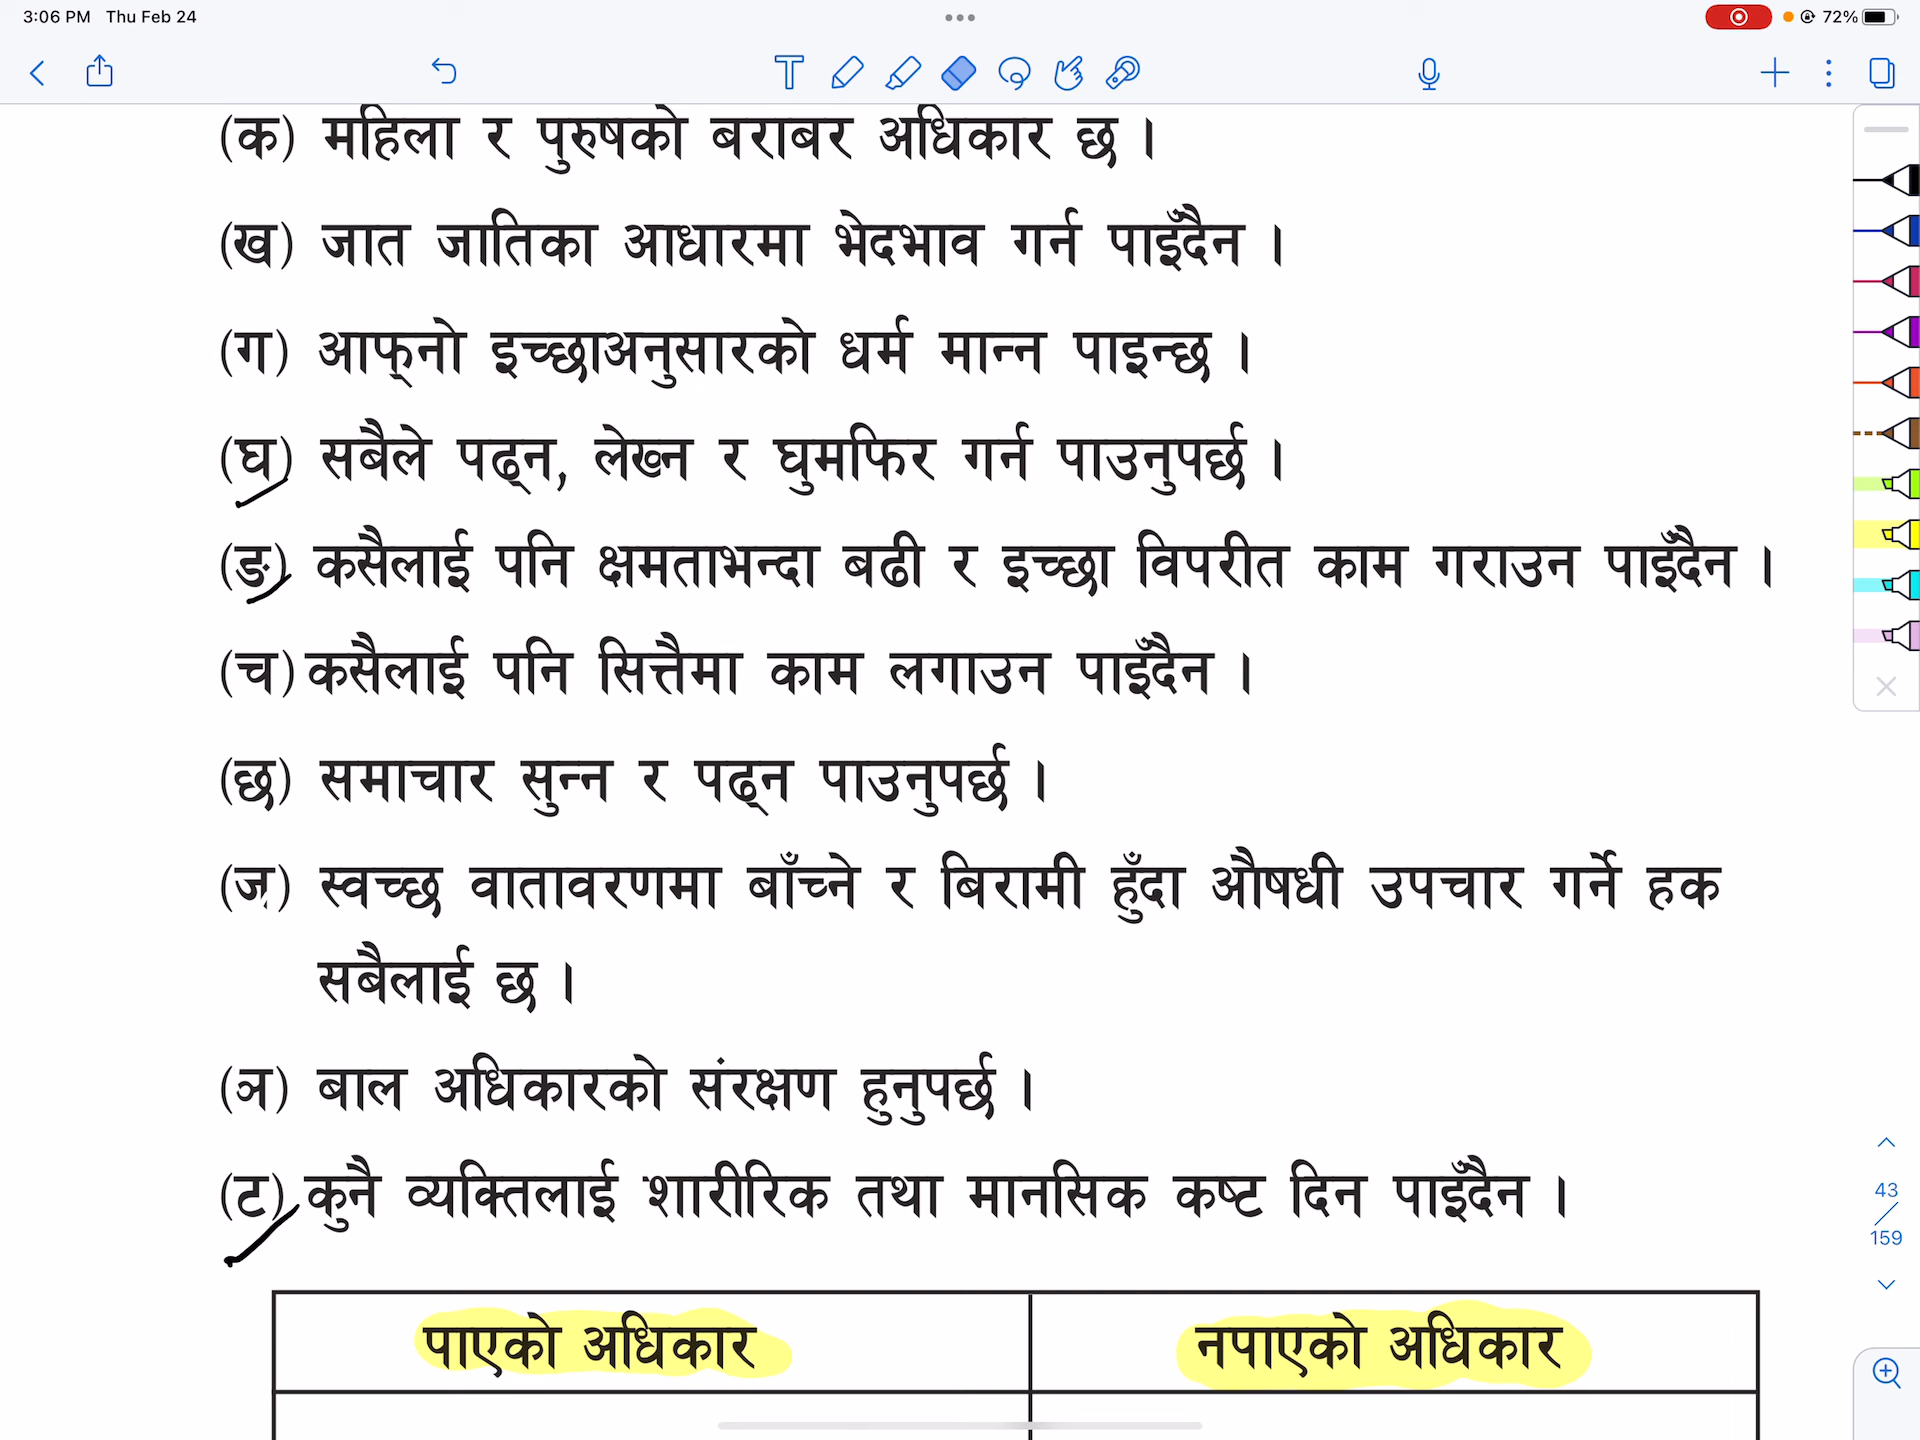 3:06 PM Thu Feb 24
72%
(क) महिला र पुरुषको बराबर अधिकार छ ।
(ख) जात जातिका आधारमा भेदभाव गर्न पाइँदैन ।
(ग) आफ्‌नो इच्छाअनुसारको धर्म मान्न पाइन्छ ।
(घ) सबैले पढ्‌न, लेख्न र घुमफिर गर्न पाउनुपर्छ ।
(ङ) कसैलाई पनि क्षमताभन्दा बढी र इच्छा विपरीत काम गराउन पाइँदैन ।
(च) कसैलाई पनि सित्तैमा काम लगाउन पाइँदैन ।
(छ) समाचार सुन्न र पढ्‌न पाउनुपर्छ ।
(ज) स्वच्छ वातावरणमा बाँच्ने र बिरामी हुँदा औषधी उपचार गर्ने हक
सबैलाई छ ।
(ञ) बाल अधिकारको संरक्षण हुनुपर्छ ।
(ट) कुनै व्यक्तिलाई शारीरिक तथा मानसिक कष्ट दिन पाइँदैन ।
पाएको अधिकार नपाएको अधिकार
43
159